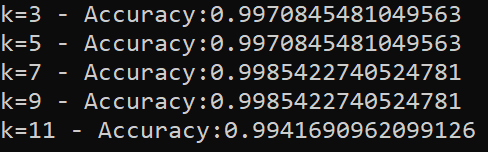 k=3 - Accuracy:0.9970845481049563
k=5 - Accuracy:0.9970845481049563
k=7 - Accuracy:0.9985422740524781
k=9 - Accuracy:0.9985422740524781
k=11 - Accuracy:0.9941690962099126